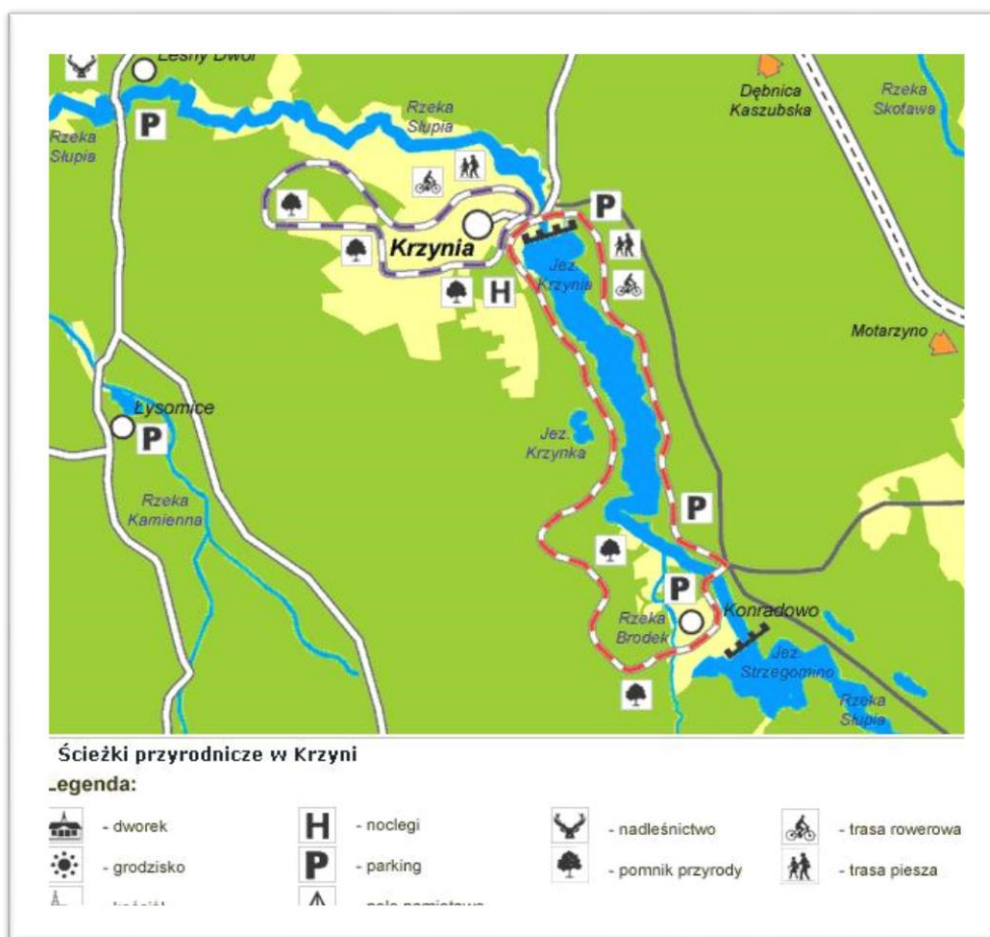 Leśny Dwór
P
Rzeka
Słupia
Rzeka
Słupia
Dębnica
Kaszubska
Rzeka
Skotawa
P
Krzynia
H
Jez.
Krzynia
Motarzyno
Łysomice
P
Jez.
Krzynka
Rzeka
Kamienna
P
P
Konradowo
Rzeka
Brodek
Jez.
Strzegomino
Rzeka
Słupia
Ścieżki przyrodnicze w Krzyni
Legenda:
- dworek
H - noclegi
- nadleśnictwo
- trasa rowerowa
- grodzisko
P - parking
- pomnik przyrody
- trasa piesza